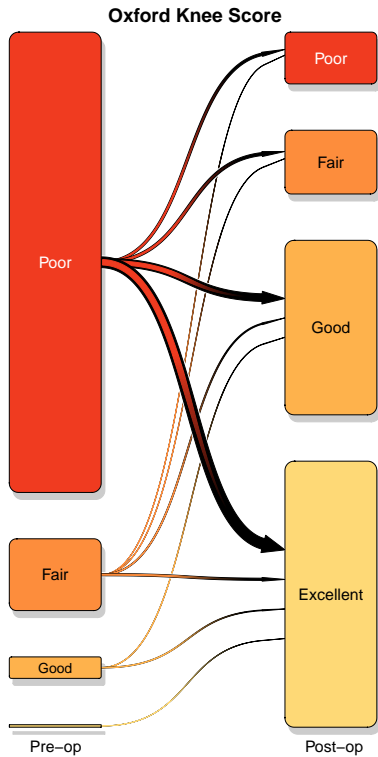 Oxford Knee Score
Poor
Fair
Good
Poor
Fair
Good
Excellent
Pre−op
Post−op